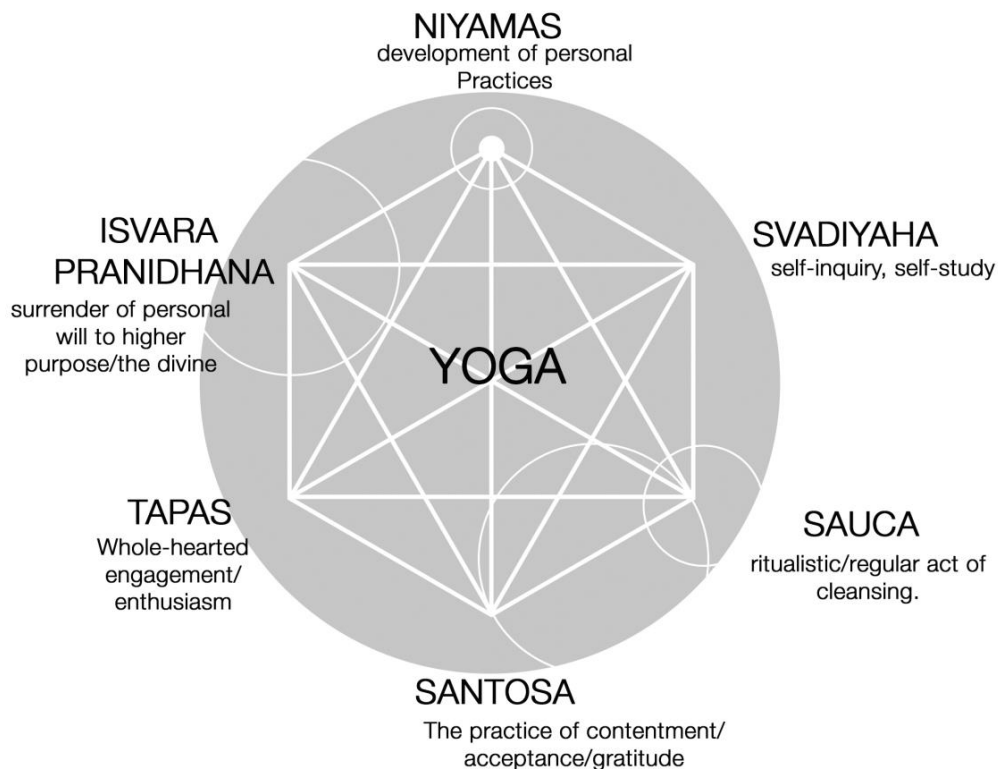 NIYAMAS
development of personal
Practices
ISVARA
PRANIDHANA
surrender of personal
will to higher
purpose/the divine
SVADIYAHA
self-inquiry, self-study
YOGA
TAPAS
Whole-hearted
engagement/
enthusiasm
SAUCA
ritualistic/regular act of
cleansing.
SANTOSA
The practice of contentment/
acceptance/gratitude